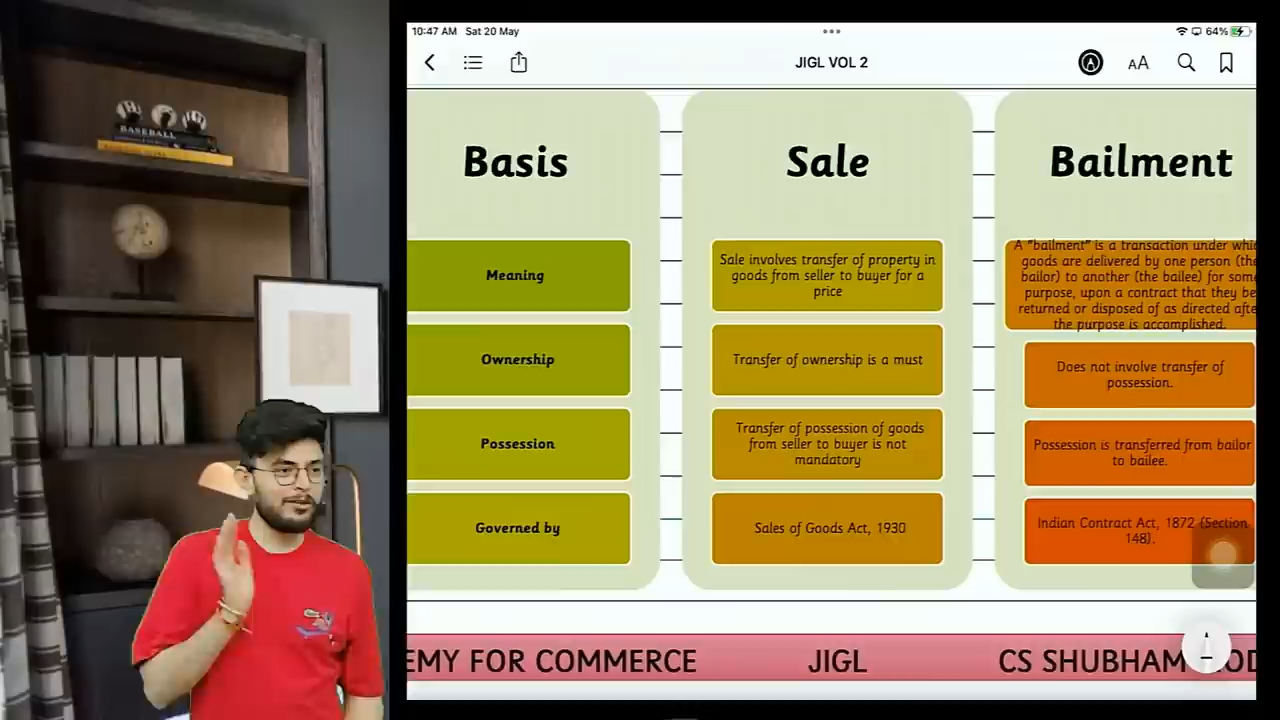 10:47 AM Sat 20 May
64%
JIGL VOL 2
AA
BASEBALL
Basis
Sale
Bailment
Meaning
Sale involves transfer of property in
goods from seller to buyer for a
price
A "bailment" is a transaction under whi
goods are delivered by one person (the
bailor) to another (the bailee) for som
purpose, upon a contract that they be
returned or disposed of as directed afte
the purpose is accomplished.
Ownership
Transfer of ownership is a must
Does not involve transfer of
possession.
Possession
Transfer of possession of goods
from seller to buyer is not
mandatory
Possession is transferred from bailor
to bailee.
Governed by
Sales of Goods Act, 1930
Indian Contract Act, 1872 (Section
148).
EMY FOR COMMERCE
JIGL
CS SHUBHAM